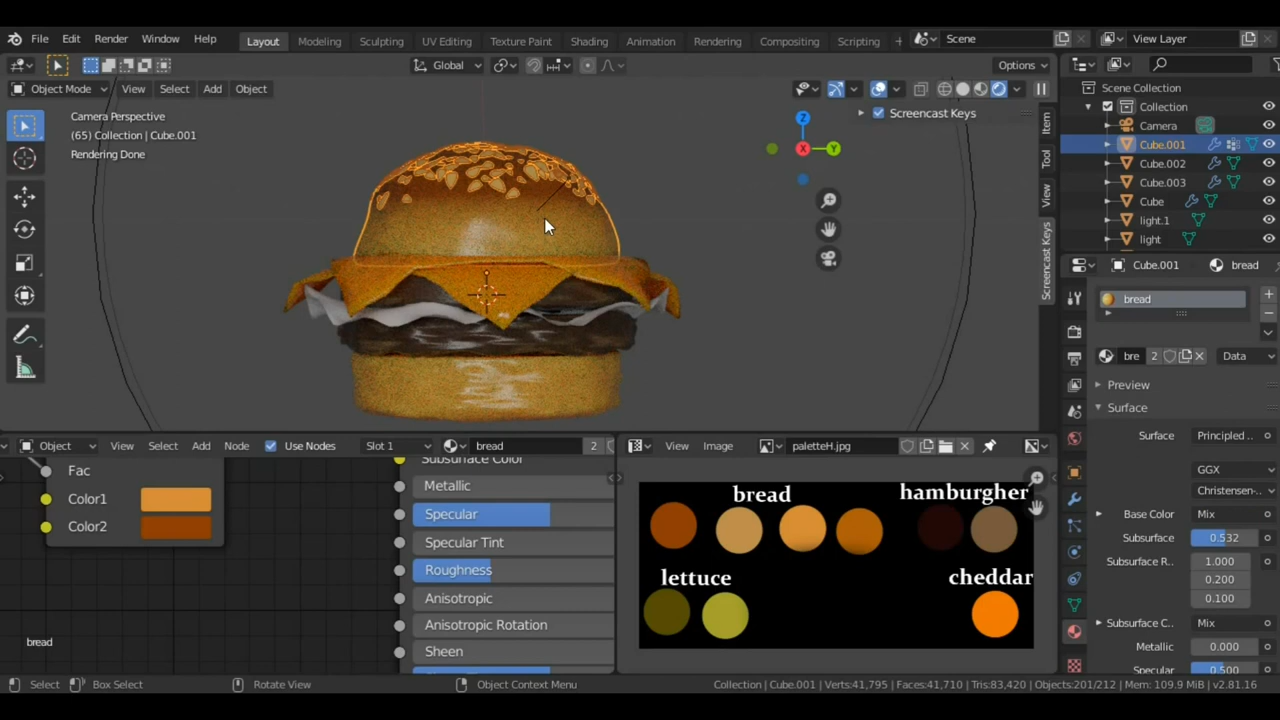 File Edit Render Window Help Layout Modeling Sculpting UV Editing Texture Paint Shading Animation Rendering Compositing Scripting + Scene View Layer
Global Options
Object Mode View Select Add Object
Camera Perspective
(65) Collection | Cube.001
Rendering Done
Screencast Keys
Z
X
Y
Item
Tool
View
Screencast Keys
Scene Collection
Collection
Camera
Cube.001
Cube.002
Cube.003
Cube
light.1
light
Cube.001 bread
bread
bre 2 Data
Preview
Surface
Surface Principled ..
GGX
Christensen-..
Base Color Mix
Subsurface 0.532
Subsurface R.. 1.000
0.200
0.100
Subsurface C.. Mix
Metallic 0.000
Specular 0.500
Object View Select Add Node Use Nodes Slot 1 bread 2
Fac
Color1
Color2
bread
Subsurface Color
Metallic
Specular
Specular Tint
Roughness
Anisotropic
Anisotropic Rotation
Sheen
View Image paletteH.jpg
bread hamburgher
lettuce cheddar
Select Box Select Rotate View Object Context Menu Collection | Cube.001 | Verts:41,795 | Faces:41,710 | Tris:83,420 | Objects:201/212 | Mem: 109.9 MiB | v2.81.16